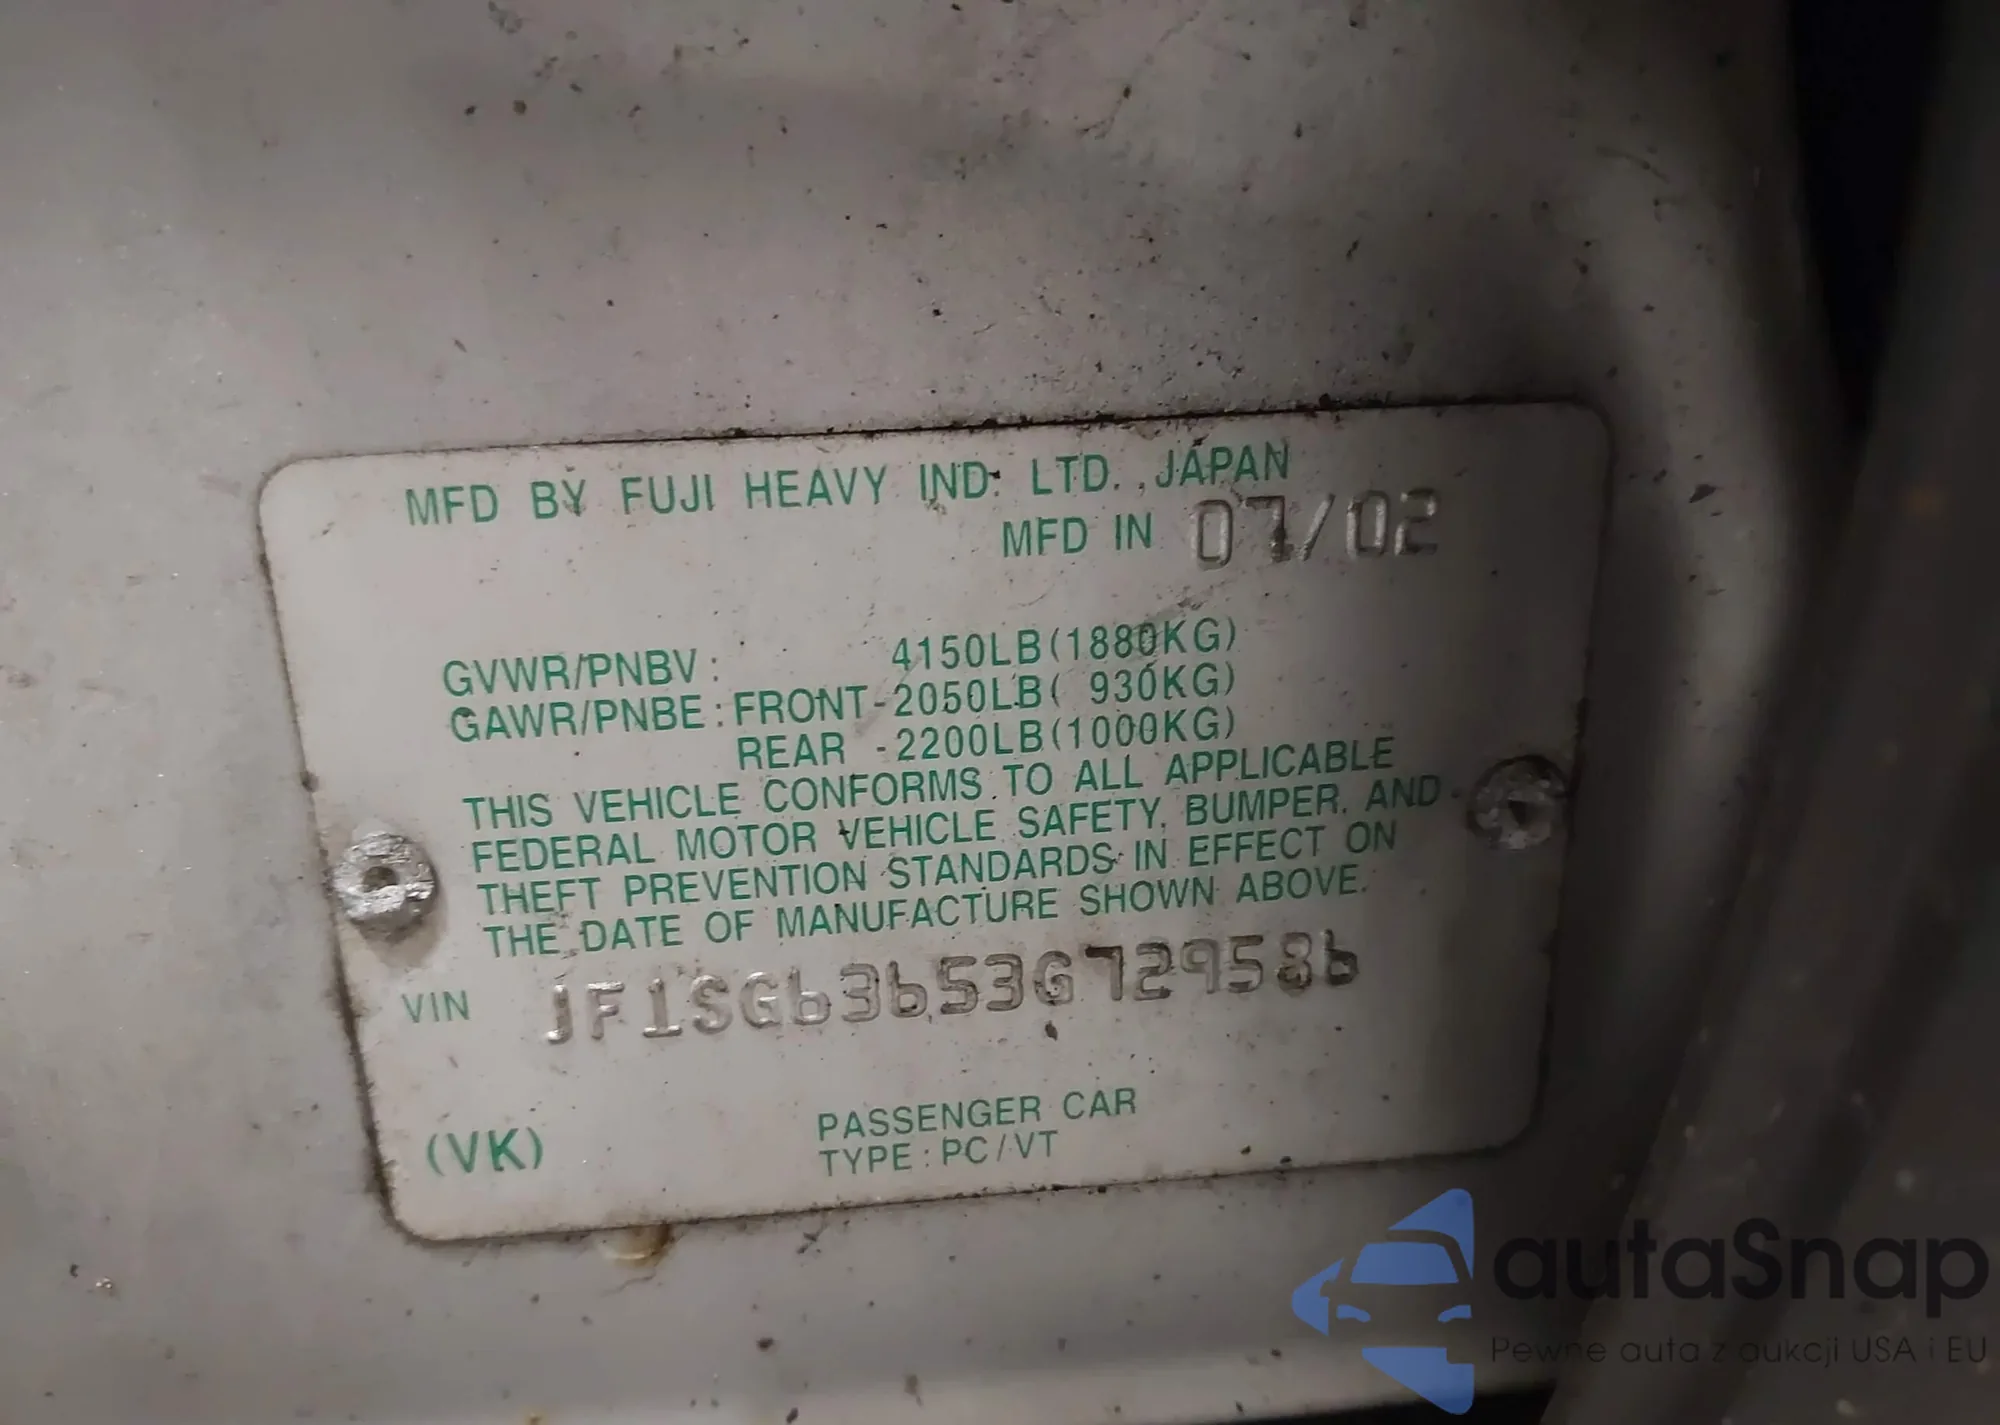 MFD BY FUJI HEAVY IND. LTD., JAPAN
MFD IN 07/02
GVWR/PNBV: 4150LB(1880KG)
GAWR/PNBE: FRONT-2050LB( 930KG)
REAR -2200LB(1000KG)
THIS VEHICLE CONFORMS TO ALL APPLICABLE
FEDERAL MOTOR VEHICLE SAFETY, BUMPER, AND
THEFT PREVENTION STANDARDS IN EFFECT ON
THE DATE OF MANUFACTURE SHOWN ABOVE.
VIN JF1SG63653G729586
(VK) PASSENGER CAR
TYPE: PC/VT
autaSnap
Pewne auta z aukcji USA i EU